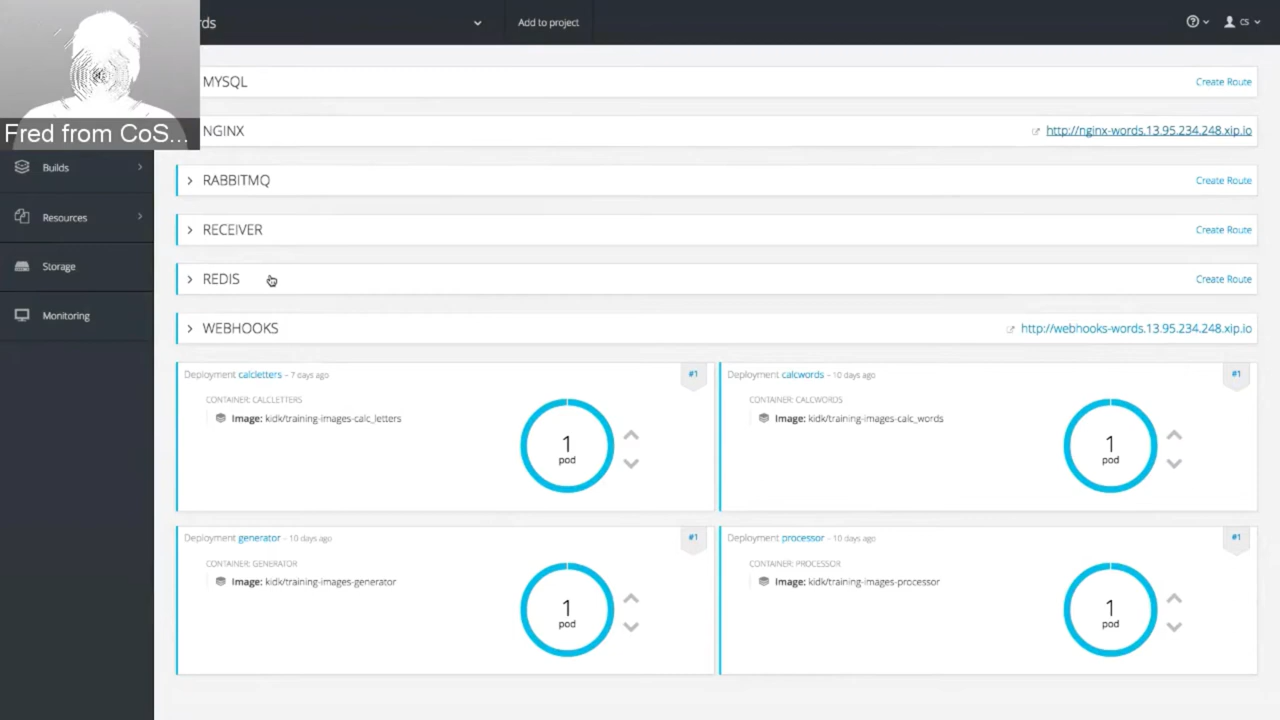 rds
Add to project
CS
Fred from CoS...
MYSQL
Create Route
NGINX
http://nginx-words.13.95.234.248.xip.io
Builds
RABBITMQ
Create Route
Resources
RECEIVER
Create Route
Storage
REDIS
Create Route
Monitoring
WEBHOOKS
http://webhooks-words.13.95.234.248.xip.io
Deployment calcletters - 7 days ago
#1
CONTAINER: CALCLETTERS
Image: kidk/training-images-calc_letters
1
pod
Deployment calcwords - 10 days ago
#1
CONTAINER: CALCWORDS
Image: kidk/training-images-calc_words
1
pod
Deployment generator - 10 days ago
#1
CONTAINER: GENERATOR
Image: kidk/training-images-generator
1
pod
Deployment processor - 10 days ago
#1
CONTAINER: PROCESSOR
Image: kidk/training-images-processor
1
pod